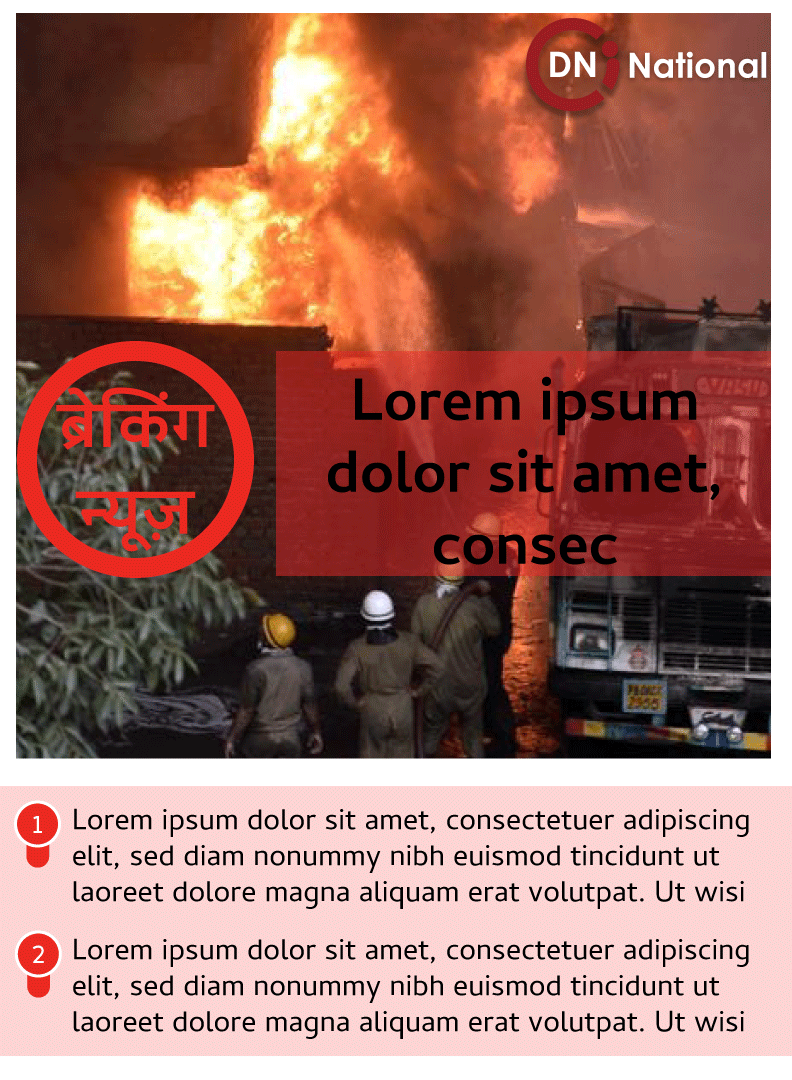 DN National
ब्रेकिंग
न्यूज़
Lorem ipsum
dolor sit amet,
consec
VASU
1 Lorem ipsum dolor sit amet, consectetuer adipiscing
elit, sed diam nonummy nibh euismod tincidunt ut
laoreet dolore magna aliquam erat volutpat. Ut wisi
2 Lorem ipsum dolor sit amet, consectetuer adipiscing
elit, sed diam nonummy nibh euismod tincidunt ut
laoreet dolore magna aliquam erat volutpat. Ut wisi